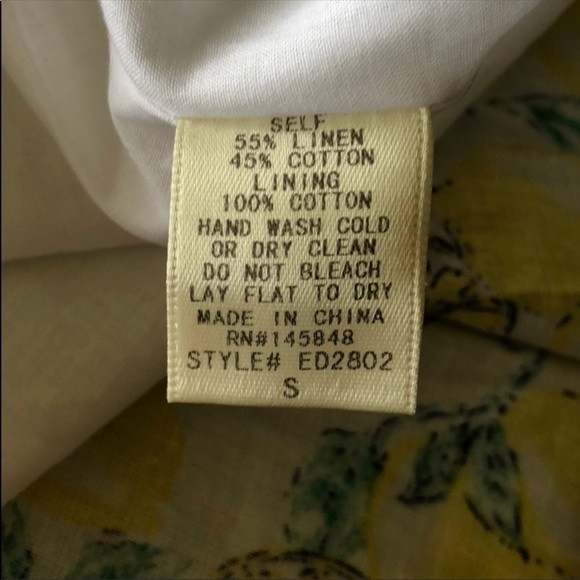 SELF
55% LINEN
45% COTTON
LINING
100% COTTON
HAND WASH COLD
OR DRY CLEAN
DO NOT BLEACH
LAY FLAT TO DRY
MADE IN CHINA
RN#145848
STYLE# ED2802
S